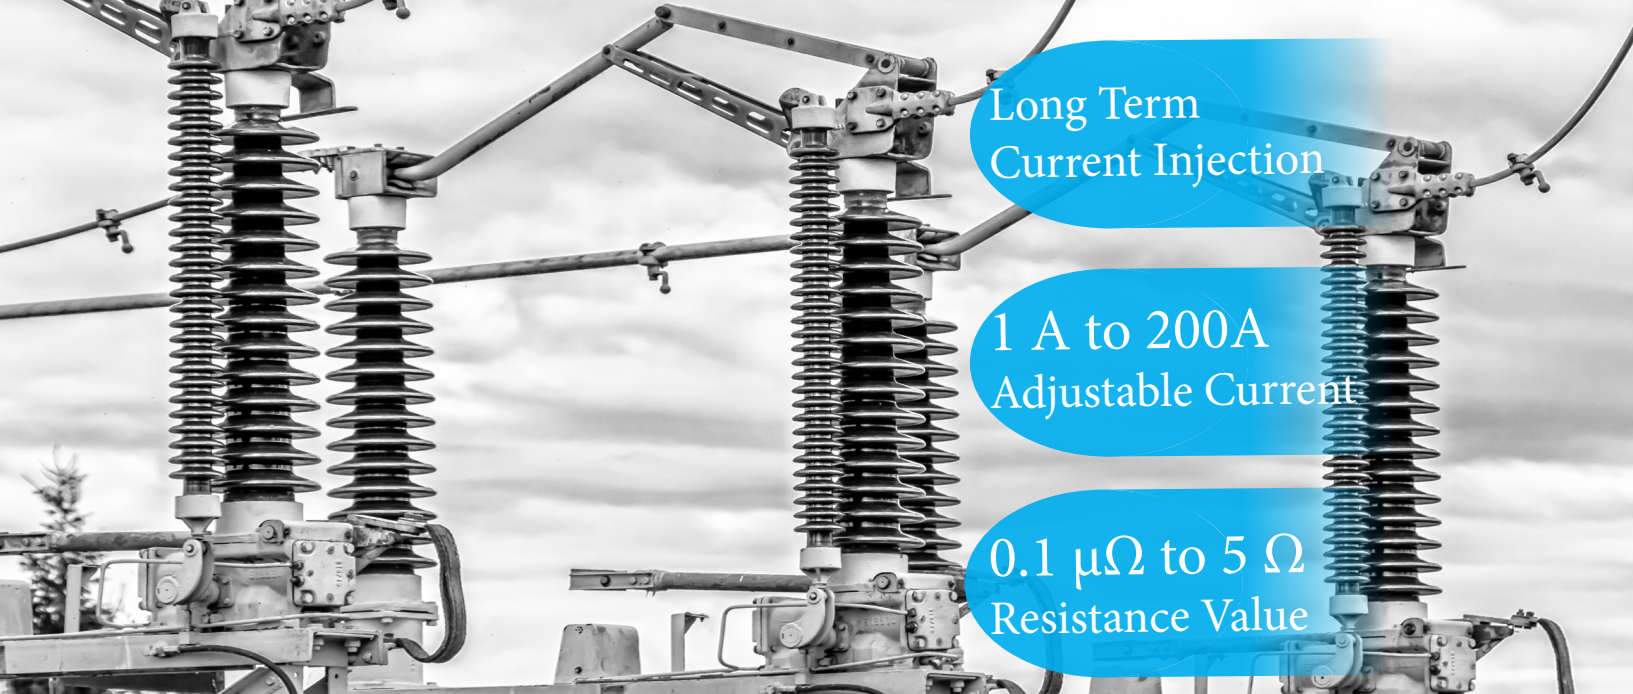 Long Term
Current Injection
1 A to 200A
Adjustable Current
0.1 µΩ to 5 Ω
Resistance Value